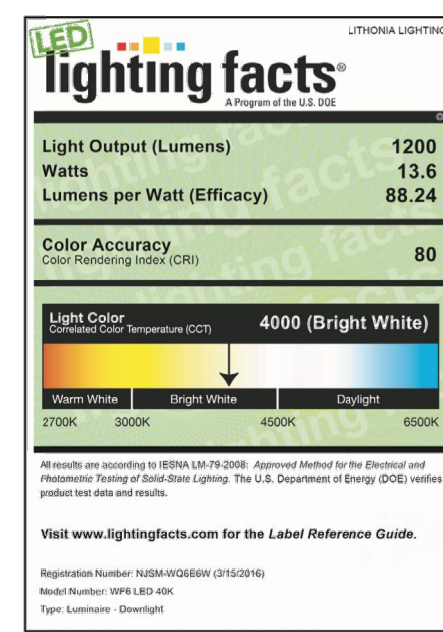 LITHONIA LIGHTING
LED
lighting facts®
A Program of the U.S. DOE
Light Output (Lumens) 1200
Watts 13.6
Lumens per Watt (Efficacy) 88.24
Color Accuracy 80
Color Rendering Index (CRI)
Light Color 4000 (Bright White)
Correlated Color Temperature (CCT)
Warm White Bright White Daylight
2700K 3000K 4500K 6500K
All results are according to IESNA LM-79-2008: Approved Method for the Electrical and
Photometric Testing of Solid-State Lighting. The U.S. Department of Energy (DOE) verifies
product test data and results.
Visit www.lightingfacts.com for the Label Reference Guide.
Registration Number: NJSM-WQ6E6W (3/15/2016)
Model Number: WF6 LED 40K
Type: Luminaire - Downlight